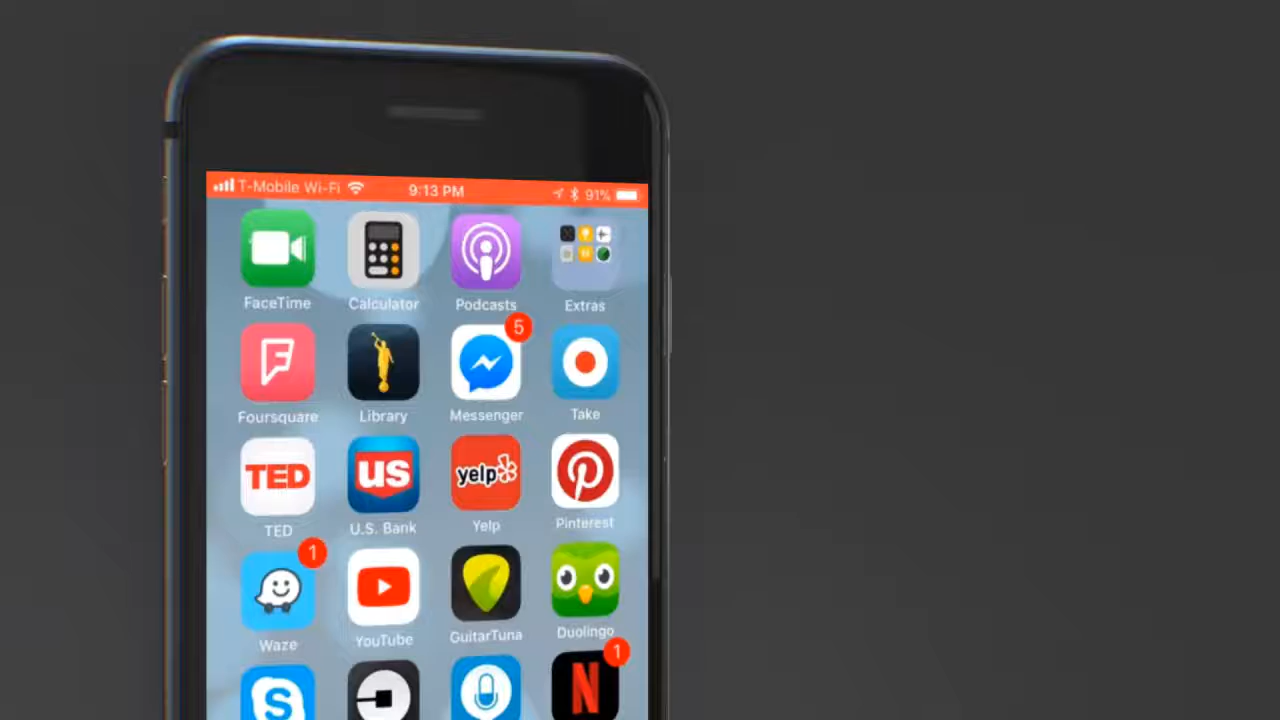 T-Mobile Wi-Fi 9:13 PM 91%
FaceTime Calculator Podcasts Extras
5
Foursquare Library Messenger Take
TED US yelp
TED U.S. Bank Yelp Pinterest
1
Waze YouTube GuitarTuna Duolingo
1
S N